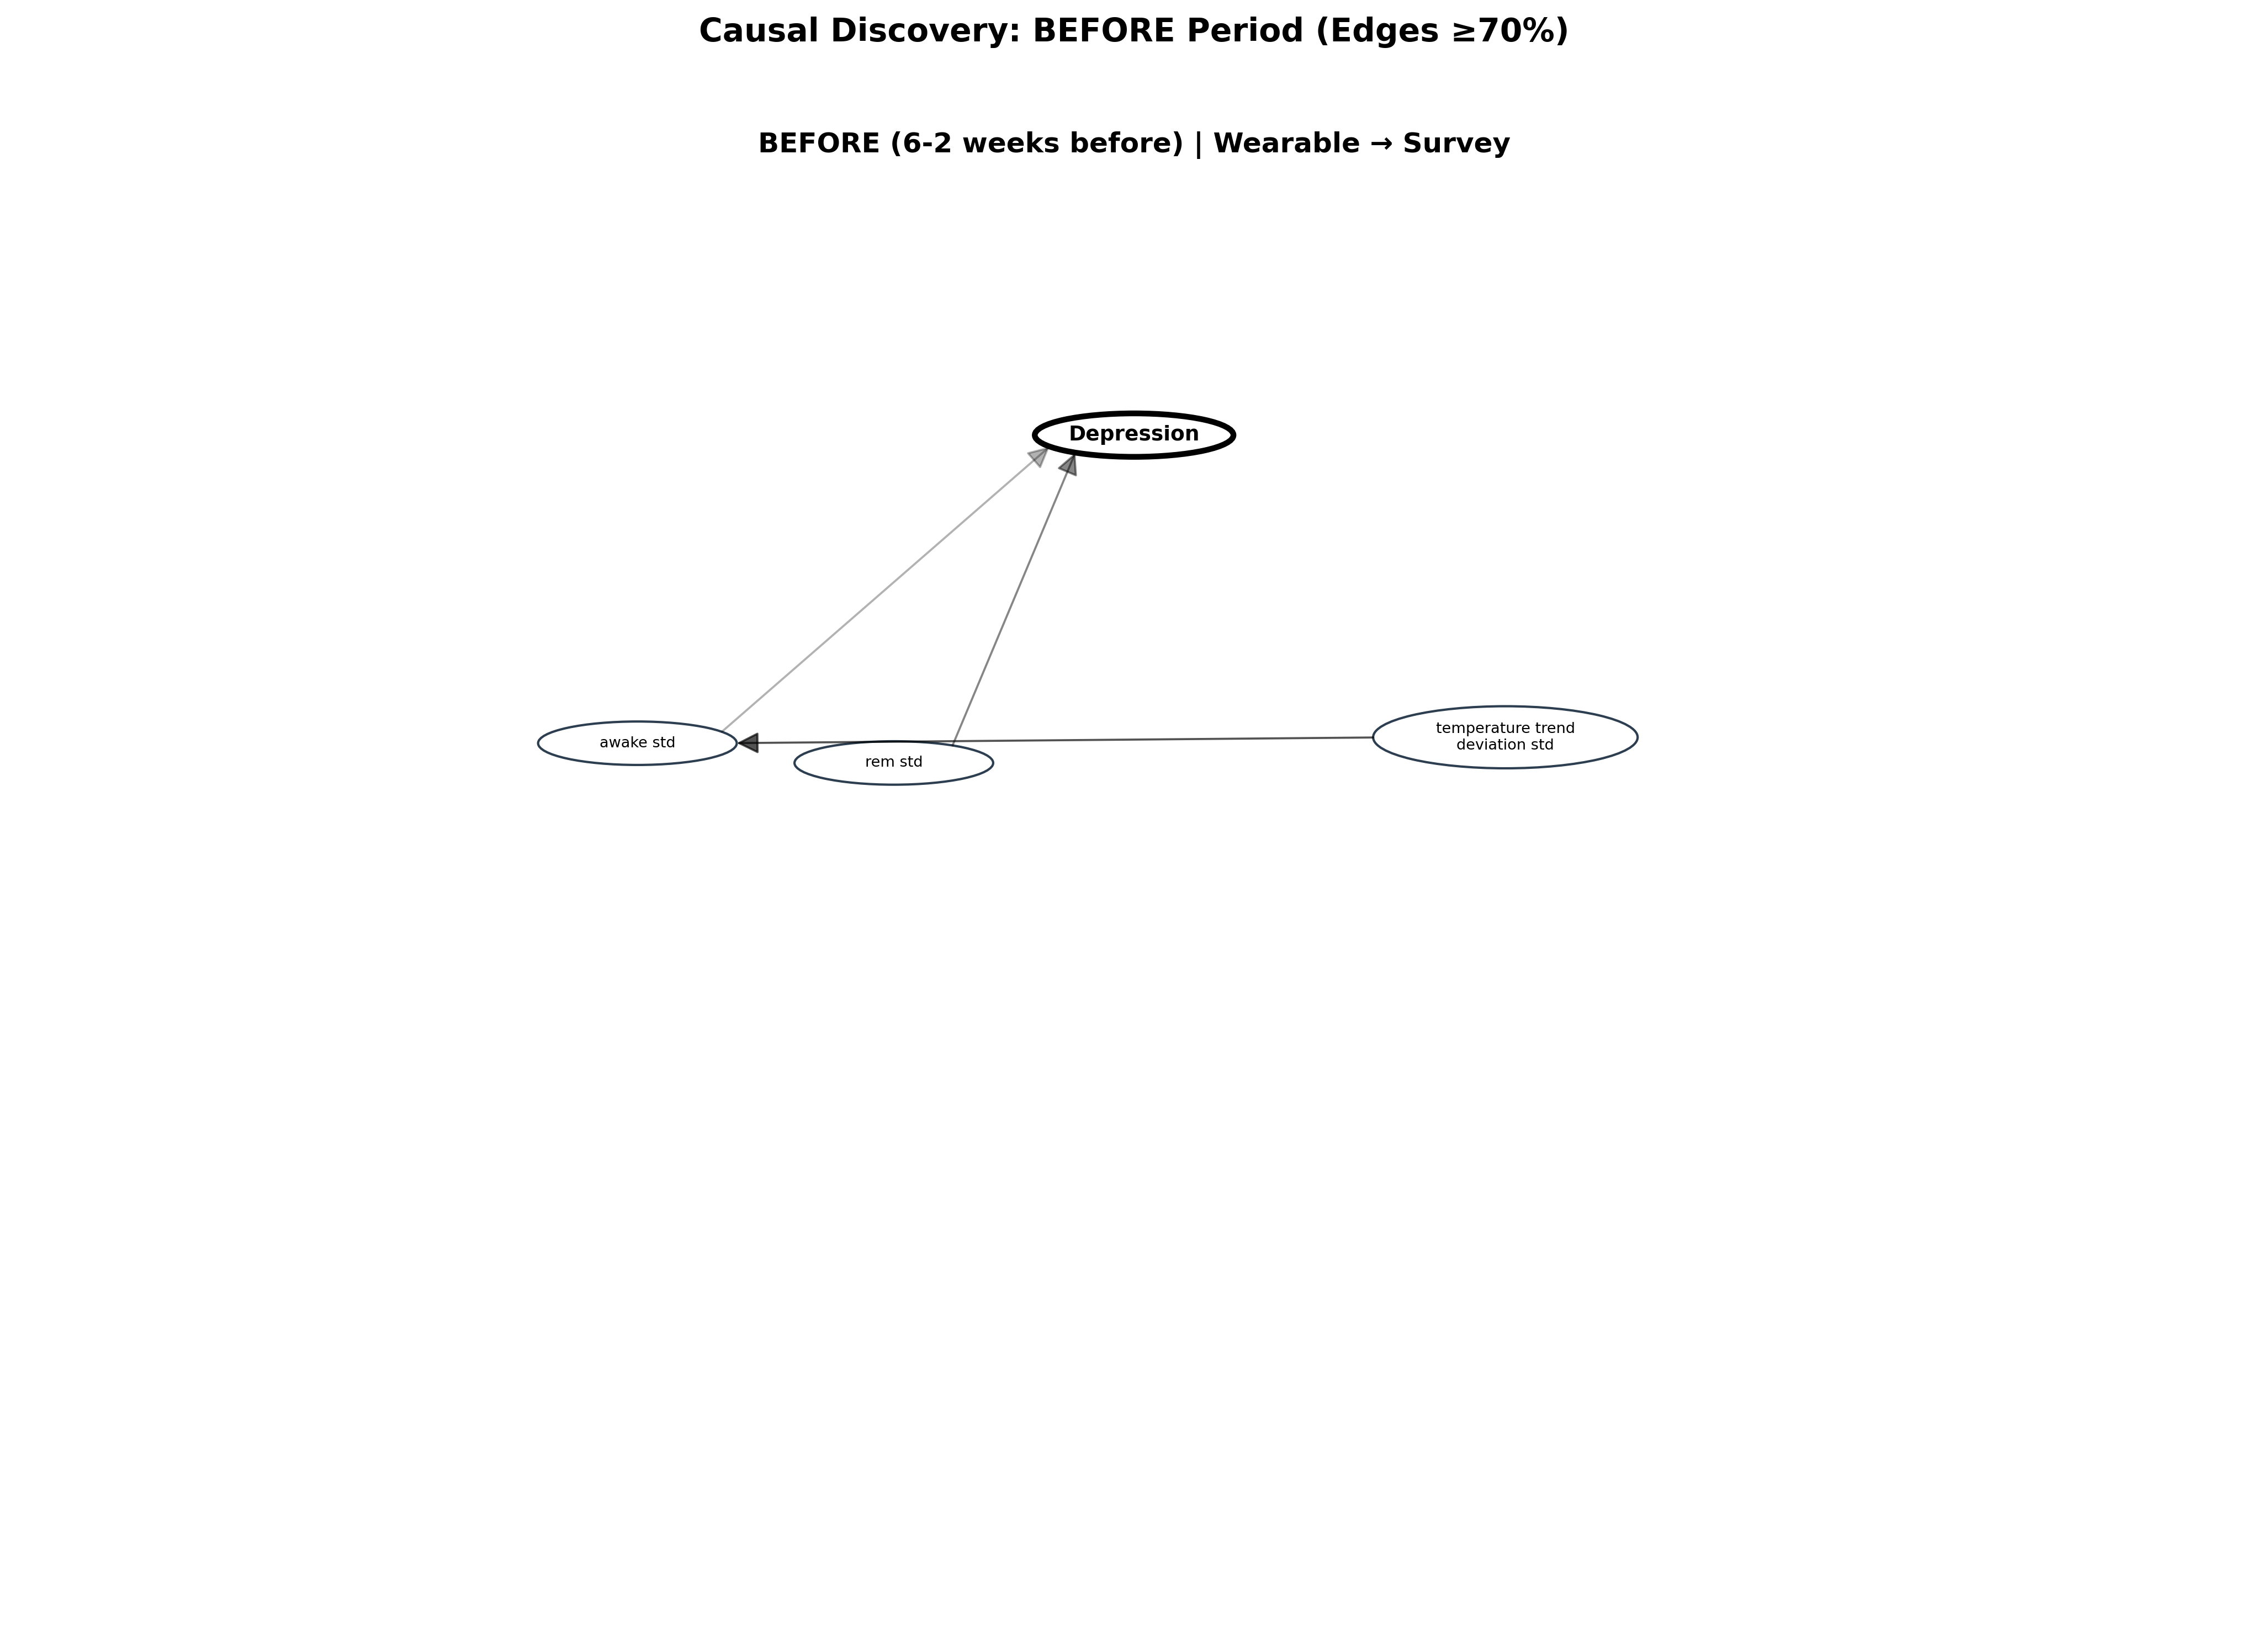 Causal Discovery: BEFORE Period (Edges ≥70%)
BEFORE (6-2 weeks before) | Wearable → Survey
Depression
awake std
rem std
temperature trend
deviation std